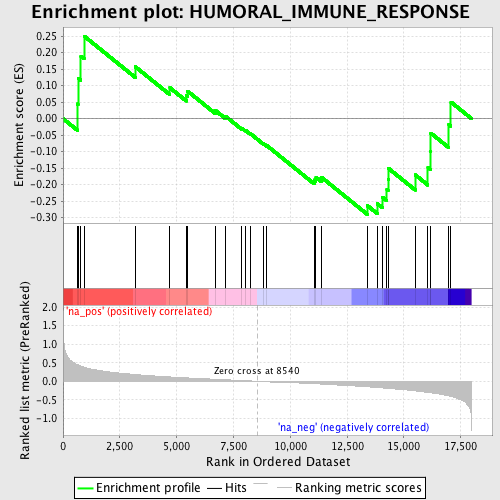 Enrichment plot: HUMORAL_IMMUNE_RESPONSE
Enrichment score (ES)
0.25
0.20
0.15
0.10
0.05
0.00
-0.05
-0.10
-0.15
-0.20
-0.25
-0.30
Ranked list metric (PreRanked)
2.0
1.5
1.0
0.5
0.0
-0.5
-1.0
'na_pos' (positively correlated)
Zero cross at 8540
'na_neg' (negatively correlated)
0 2,500 5,000 7,500 10,000 12,500 15,000 17,500
Rank in Ordered Dataset
Enrichment profile Hits Ranking metric scores